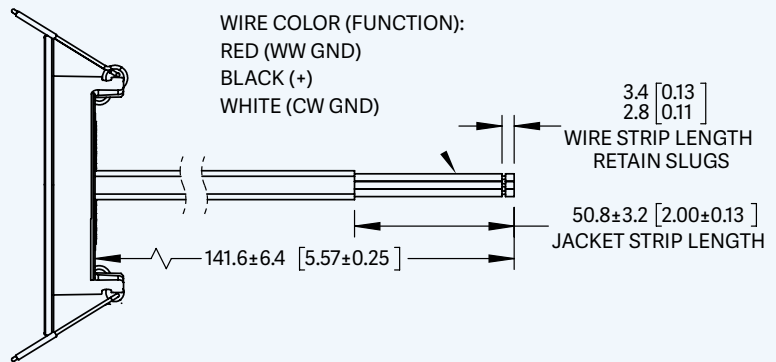 WIRE COLOR (FUNCTION):
RED (WW GND)
BLACK (+)
WHITE (CW GND)
3.4 [0.13 ]
2.8 [0.11 ]
WIRE STRIP LENGTH
RETAIN SLUGS
50.8±3.2 [2.00±0.13 ]
JACKET STRIP LENGTH
141.6±6.4 [5.57±0.25 ]